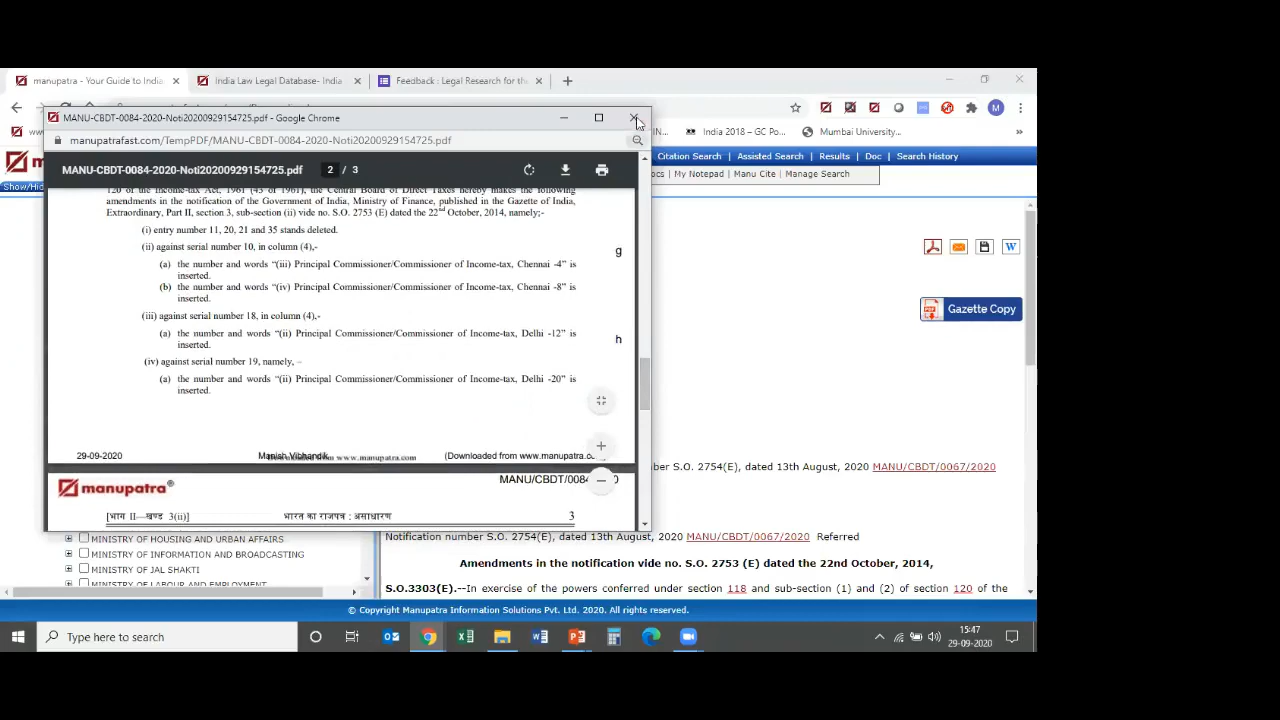 manupatra - Your Guide to India
India Law Legal Database- India
Feedback : Legal Research for th
MANU-CBDT-0084-2020-Noti20200929154725.pdf - Google Chrome
manupatrafast.com/TempPDF/MANU-CBDT-0084-2020-Noti20200929154725.pdf
IN...
India 2018 – GC Po...
Mumbai University...
»
M
Citation Search
Assisted Search
Results
Doc
Search History
ocs | My Notepad | Manu Cite | Manage Search
Show/Hid
MANU-CBDT-0084-2020-Noti20200929154725.pdf
2 / 3
120 of the Income-tax Act, 1961 (43 of 1961), the Central Board of Direct Taxes hereby makes the following
amendments in the notification of the Government of India, Ministry of Finance, published in the Gazette of India,
Extraordinary, Part II, section 3, sub-section (ii) vide no. S.O. 2753 (E) dated the 22nd October, 2014, namely;-
(i) entry number 11, 20, 21 and 35 stands deleted.
(ii) against serial number 10, in column (4),-
g
(a) the number and words “(iii) Principal Commissioner/Commissioner of Income-tax, Chennai -4” is
inserted.
(b) the number and words “(iv) Principal Commissioner/Commissioner of Income-tax, Chennai -8” is
inserted.
(iii) against serial number 18, in column (4),-
(a) the number and words “(ii) Principal Commissioner/Commissioner of Income-tax, Delhi -12” is
inserted.
h
(iv) against serial number 19, namely, –
(a) the number and words “(ii) Principal Commissioner/Commissioner of Income-tax, Delhi -20” is
inserted.
29-09-2020
Manish Vibhandik
www.manupatra.com
(Downloaded from www.manupatra.co
MANU/CBDT/0084
manupatra®
[भाग II—खण्ड 3(ii)]
भारत का राजपत्र : असाधारण
3
W
Gazette Copy
ber S.O. 2754(E), dated 13th August, 2020 MANU/CBDT/0067/2020
MINISTRY OF HOUSING AND URBAN AFFAIRS
MINISTRY OF INFORMATION AND BROADCASTING
MINISTRY OF JAL SHAKTI
MINISTRY OF LABOUR AND EMPLOYMENT
Notification number S.O. 2754(E), dated 13th August, 2020 MANU/CBDT/0067/2020 Referred
Amendments in the notification vide no. S.O. 2753 (E) dated the 22nd October, 2014,
S.O.3303(E).--In exercise of the powers conferred under section 118 and sub-section (1) and (2) of section 120 of the
© Copyright Manupatra Information Solutions Pvt. Ltd. 2020. All rights reserved.
Type here to search
15:47
29-09-2020